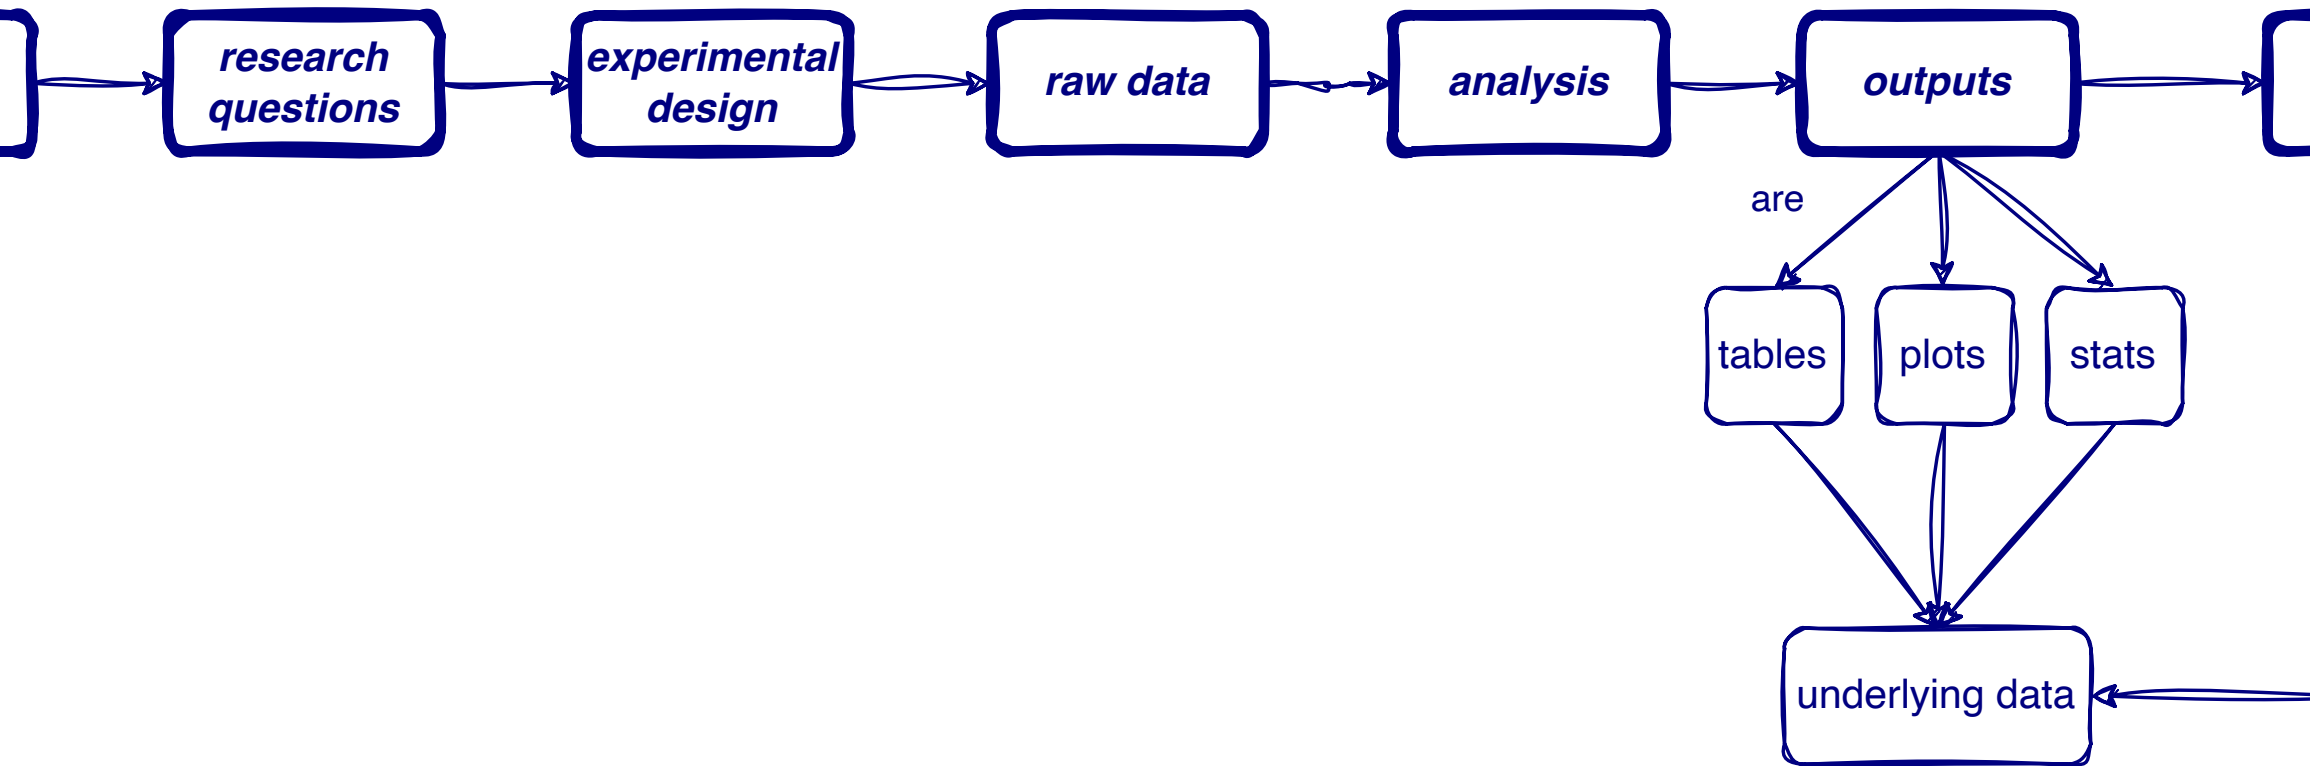 research
questions
experimental
design
raw data
analysis
outputs
are
tables
plots
stats
underlying data